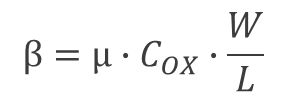 β = μ · C_OX · W/L